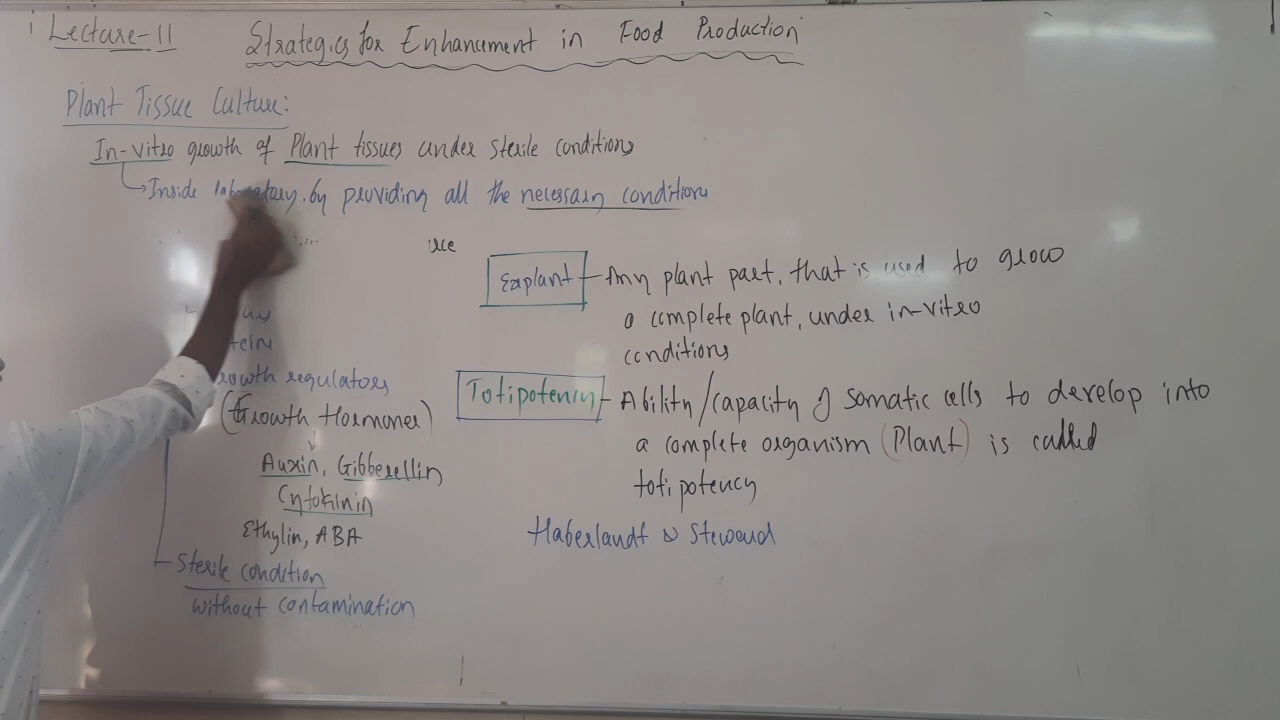 Lecture-11
Strategies for Enhancement in Food Production
Plant Tissue Culture:
In-vitro growth of Plant tissues under sterile conditions
Inside laboratory. by providing all the necessary conditions
Growth regulators
(Growth Hormones)
Auxin, Gibberellin
Cytokinin
Ethylin, ABA
Sterile condition
without contamination
Explant - Any plant part, that is used to grow
a complete plant, under in-vitro
conditions
Totipotency - Ability/capacity of somatic cells to develop into
a complete organism (Plant) is called
totipotency
Haberlandt & Steward